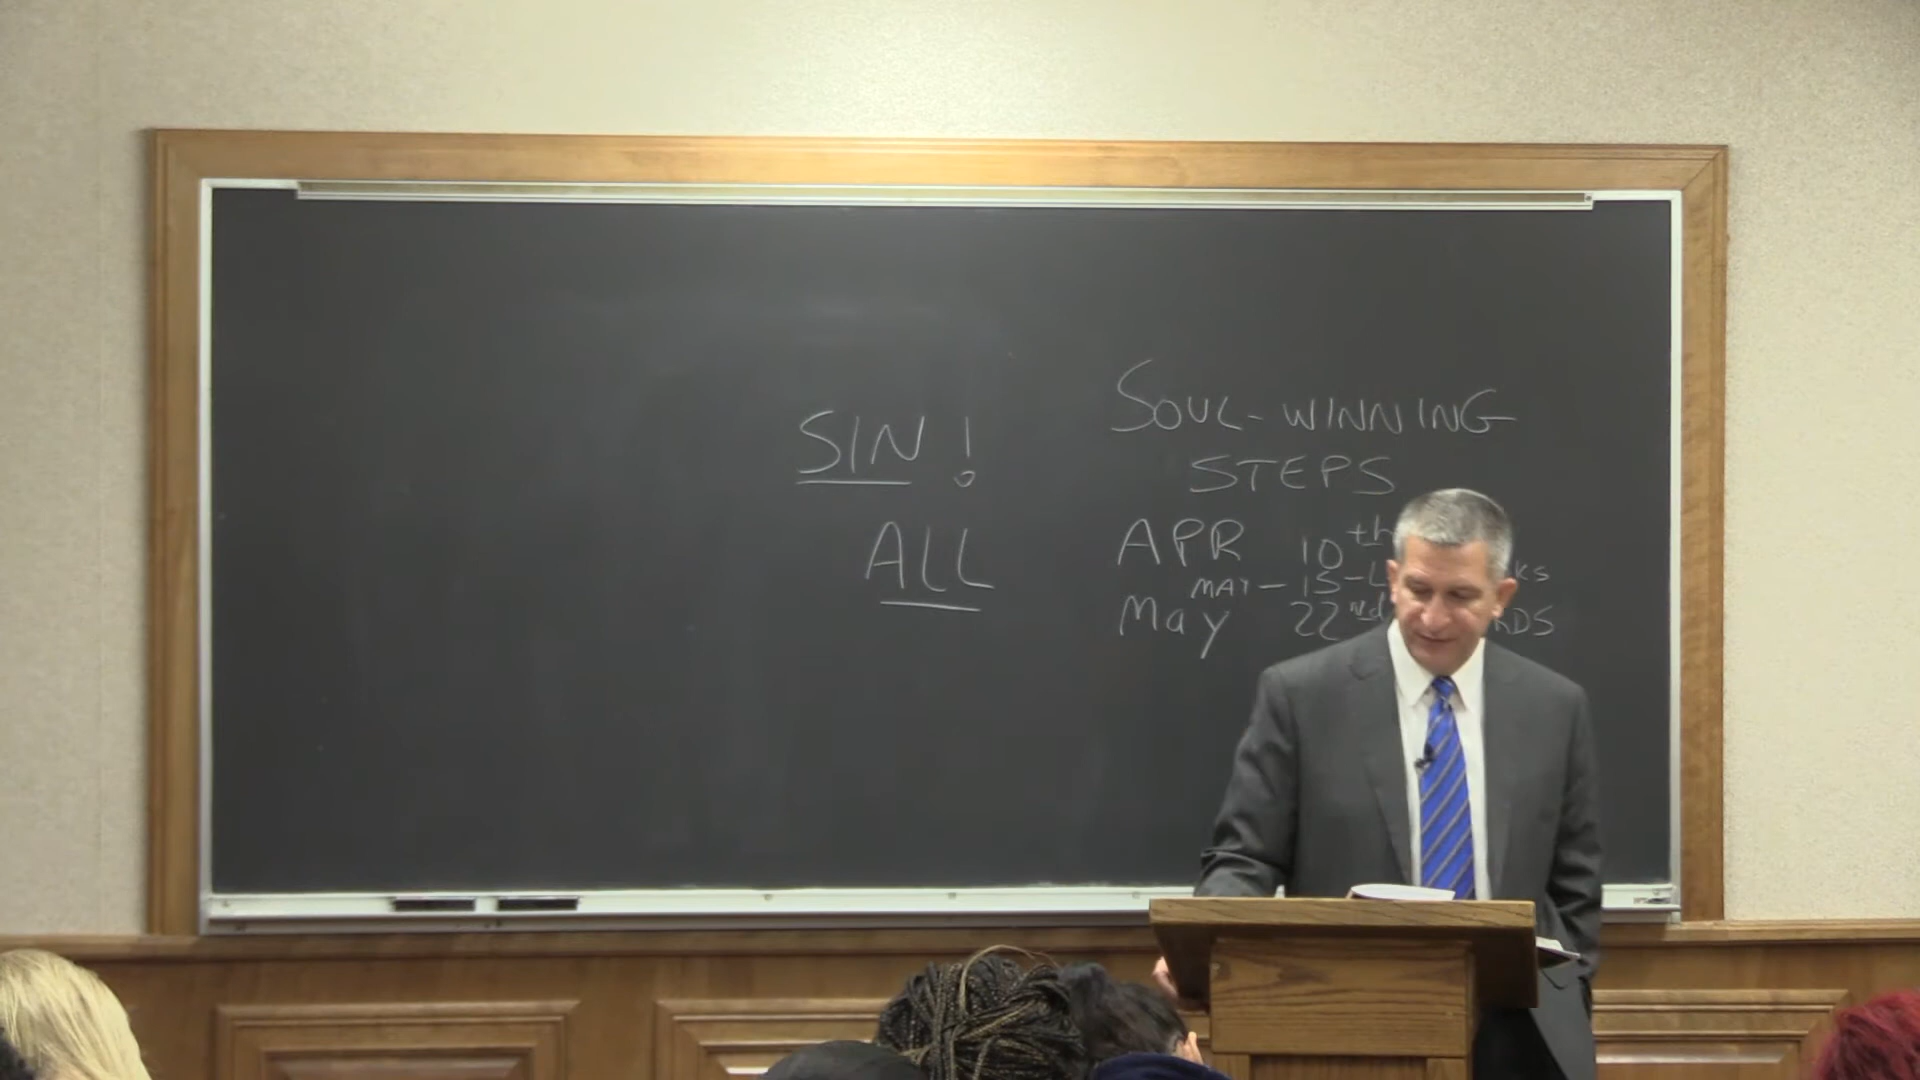 SIN!
ALL
SOUL-WINNING
STEPS
APR 10th
MAY - 15 -
May 22nd